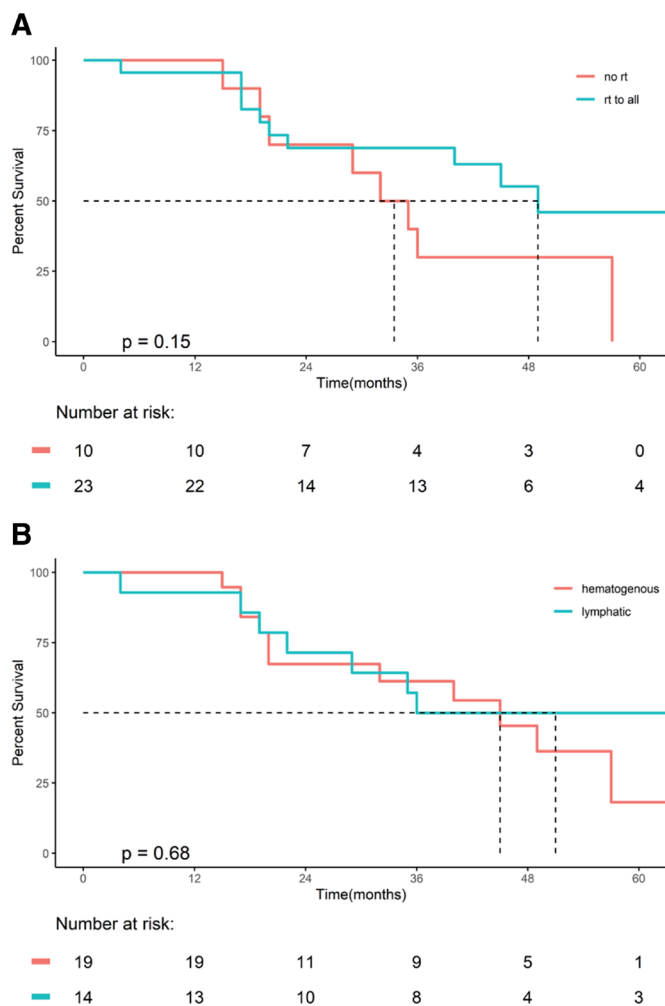 A
100
75
50
25
0
Percent Survival
no rt
rt to all
p = 0.15
0 12 24 36 48 60
Time(months)
Number at risk:
10 10 7 4 3 0
23 22 14 13 6 4
B
100
75
50
25
0
Percent Survival
hematogenous
lymphatic
p = 0.68
0 12 24 36 48 60
Time(months)
Number at risk:
19 19 11 9 5 1
14 13 10 8 4 3